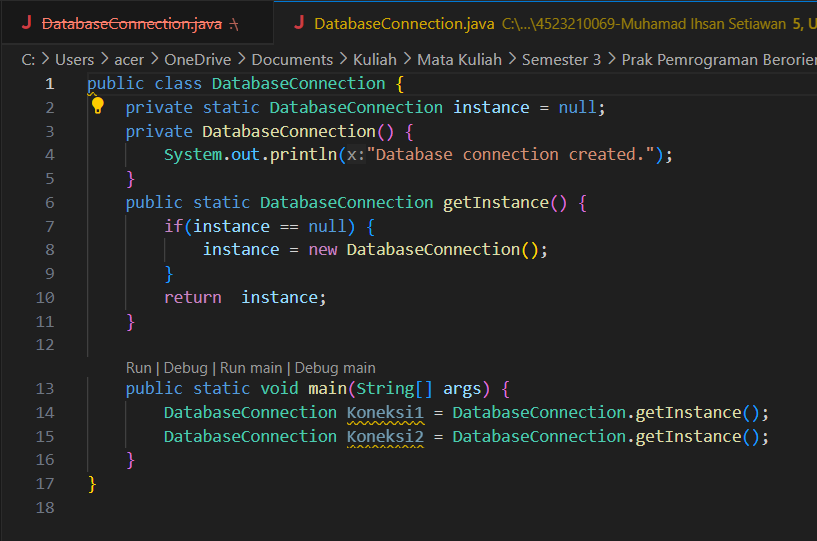 J DatabaseConnection.java .\ J DatabaseConnection.java C:\...\4523210069-Muhamad Ihsan Setiawan 5, U
C: > Users > acer > OneDrive > Documents > Kuliah > Mata Kuliah > Semester 3 > Prak Pemrograman Berorien
1 public class DatabaseConnection {
2 private static DatabaseConnection instance = null;
3 private DatabaseConnection() {
4 System.out.println(x:"Database connection created.");
5 }
6 public static DatabaseConnection getInstance() {
7 if(instance == null) {
8 instance = new DatabaseConnection();
9 }
10 return  instance;
11 }
12
Run | Debug | Run main | Debug main
13 public static void main(String[] args) {
14 DatabaseConnection Koneksi1 = DatabaseConnection.getInstance();
15 DatabaseConnection Koneksi2 = DatabaseConnection.getInstance();
16 }
17 }
18